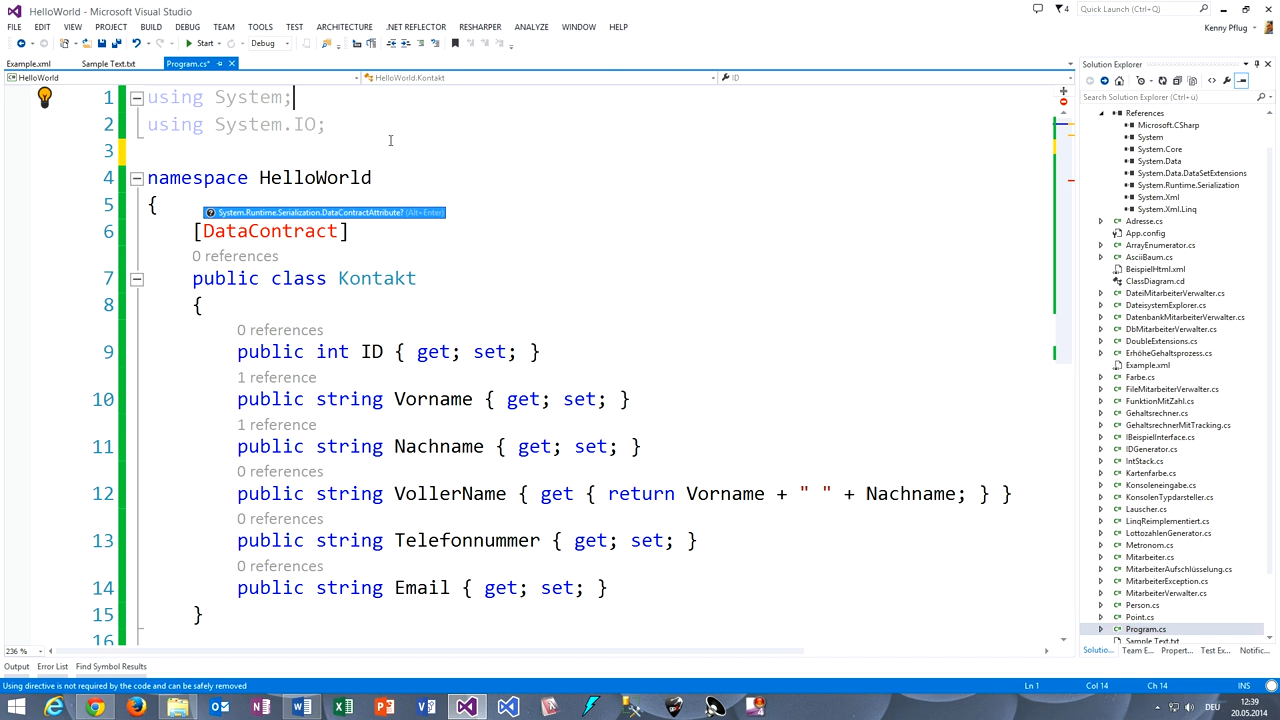 HelloWorld - Microsoft Visual Studio
4
Quick Launch (Ctrl+Q)
FILE EDIT VIEW PROJECT BUILD DEBUG TEAM TOOLS TEST ARCHITECTURE .NET REFLECTOR RESHARPER ANALYZE WINDOW HELP
Kenny Pflug
Start Debug
Example.xml Sample Text.txt Program.cs*
HelloWorld HelloWorld.Kontakt ID
1 using System;
2 using System.IO;
3
4 namespace HelloWorld
5 {
System.Runtime.Serialization.DataContractAttribute? (Alt+Enter)
6 [DataContract]
0 references
7 public class Kontakt
8 {
0 references
9 public int ID { get; set; }
1 reference
10 public string Vorname { get; set; }
1 reference
11 public string Nachname { get; set; }
0 references
12 public string VollerName { get { return Vorname + " " + Nachname; } }
0 references
13 public string Telefonnummer { get; set; }
0 references
14 public string Email { get; set; }
15 }
16
236 %
Solution Explorer
Search Solution Explorer (Ctrl+ü)
References
Microsoft.CSharp
System
System.Core
System.Data
System.Data.DataSetExtensions
System.Runtime.Serialization
System.Xml
System.Xml.Linq
Adresse.cs
App.config
ArrayEnumerator.cs
AsciiBaum.cs
BeispielHtml.xml
ClassDiagram.cd
DateiMitarbeiterVerwalter.cs
DateisystemExplorer.cs
DatenbankMitarbeiterVerwalter.cs
DbMitarbeiterVerwalter.cs
DoubleExtensions.cs
ErhöheGehaltsprozess.cs
Example.xml
Farbe.cs
FileMitarbeiterVerwalter.cs
FunktionMitZahl.cs
Gehaltsrechner.cs
GehaltsrechnerMitTracking.cs
IBeispielInterface.cs
IDGenerator.cs
IntStack.cs
Kartenfarbe.cs
Konsoleneingabe.cs
KonsolenTypdarsteller.cs
Lauscher.cs
LinqReimplementiert.cs
LottozahlenGenerator.cs
Metronom.cs
Mitarbeiter.cs
MitarbeiterAufschlüsselung.cs
MitarbeiterException.cs
MitarbeiterVerwalter.cs
Person.cs
Point.cs
Program.cs
Sample Text.txt
Solutio... Team E... Propert... Test Ex... Notific...
Output Error List Find Symbol Results
Using directive is not required by the code and can be safely removed Ln 1 Col 14 Ch 14 INS
DEU
12:39
20.05.2014